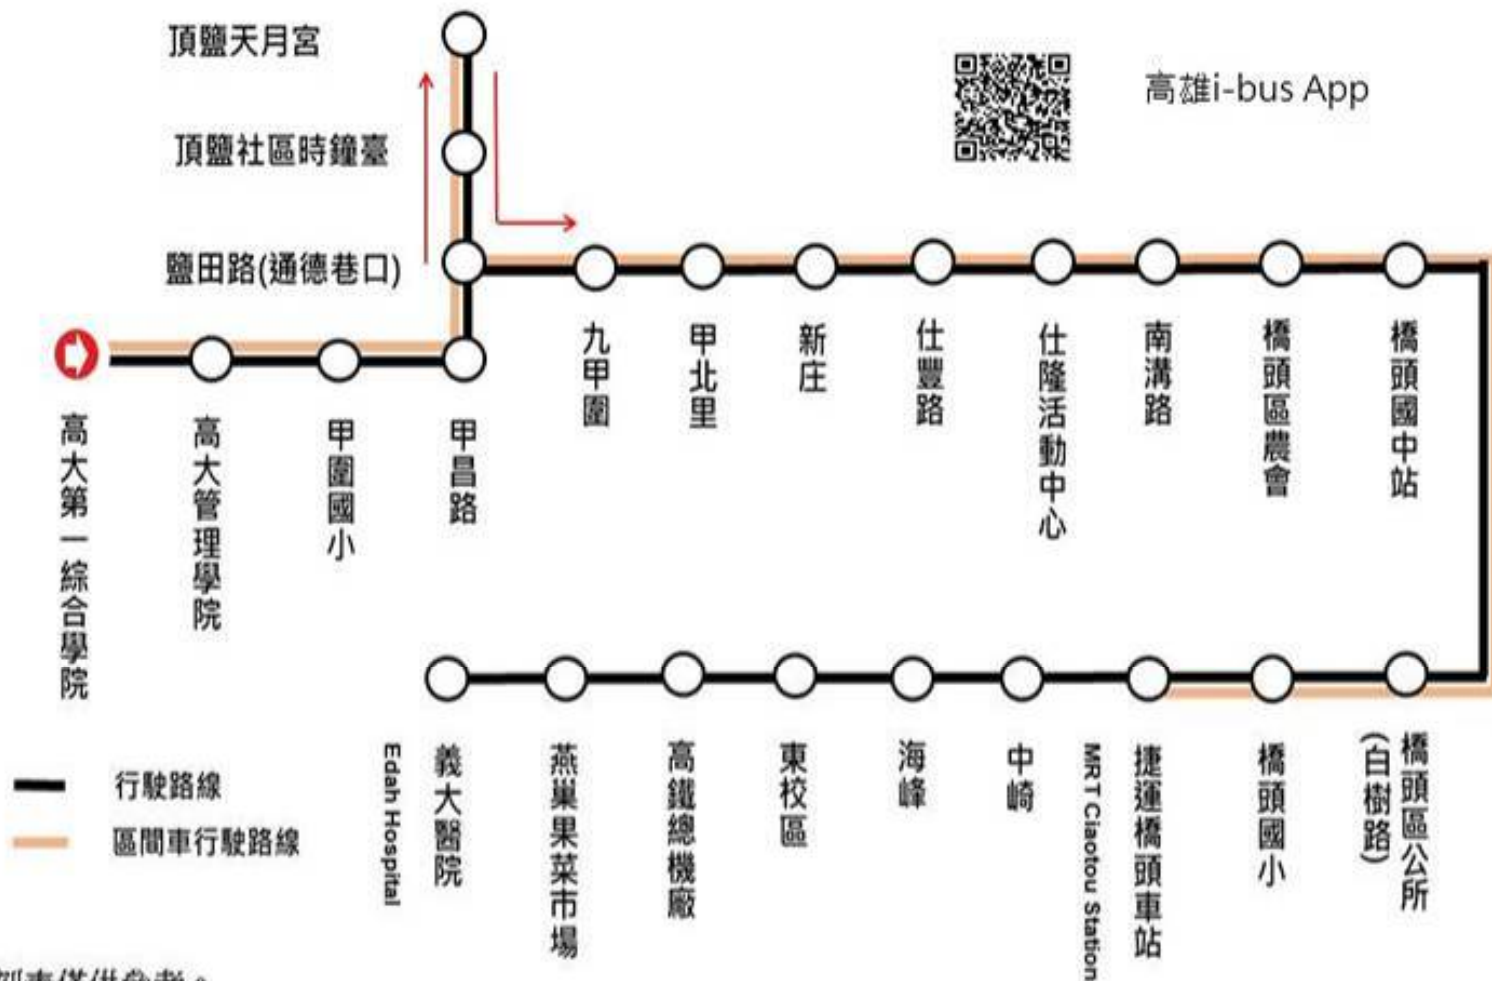 頂鹽天月宮
高雄i-bus App
頂鹽社區時鐘臺
鹽田路(通德巷口)
高大第一綜合學院
高大管理學院
甲圍國小
甲昌路
九甲圍
甲北里
新庄
仕豐路
仕隆活動中心
南溝路
橋頭區農會
橋頭國中站
橋頭區公所
(白樹路)
橋頭國小
捷運橋頭車站
MRT Ciaotou Station
中崎
海峰
東校區
高鐵總機廠
燕巢果菜市場
義大醫院
Edah Hospital
行駛路線
區間車行駛路線